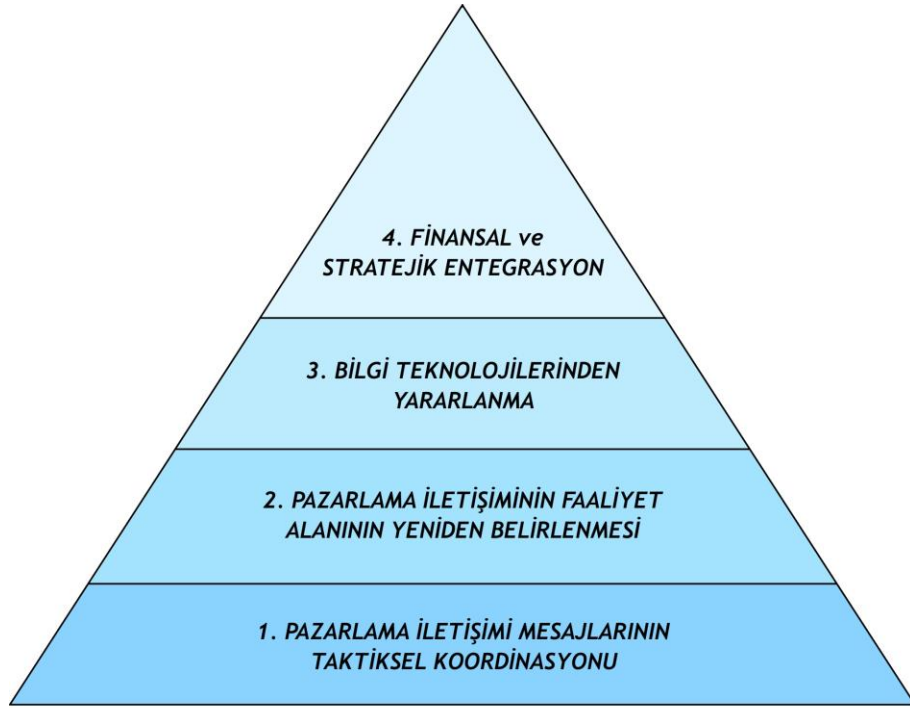 4. FİNANSAL ve
STRATEJİK ENTEGRASYON
3. BİLGİ TEKNOLOJİLERİNDEN
YARARLANMA
2. PAZARLAMA İLETİŞİMİNİN FAALİYET
ALANININ YENİDEN BELİRLENMESİ
1. PAZARLAMA İLETİŞİMİ MESAJLARININ
TAKTİKSEL KOORDİNASYONU